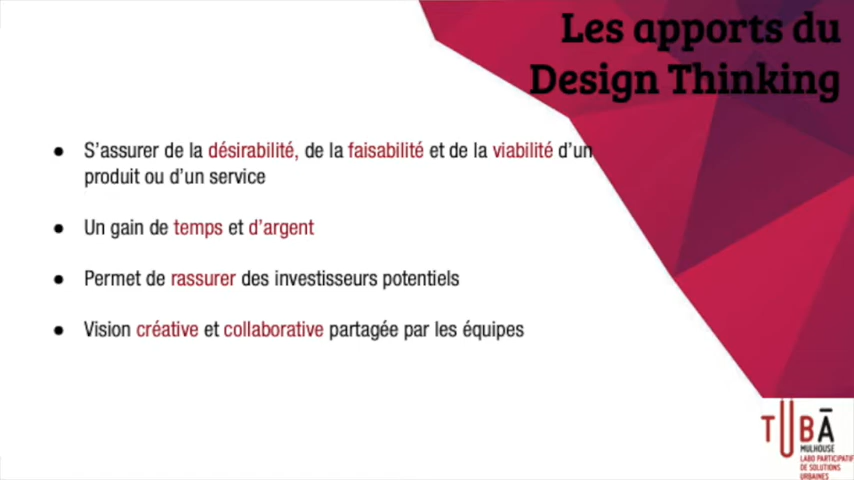 Les apports du
Design Thinking
● S'assurer de la désirabilité, de la faisabilité et de la viabilité d'un
produit ou d'un service
● Un gain de temps et d'argent
● Permet de rassurer des investisseurs potentiels
● Vision créative et collaborative partagée par les équipes
TUBĀ
MULHOUSE
LABO PARTICIPATIF
DE SOLUTIONS
URBAINES